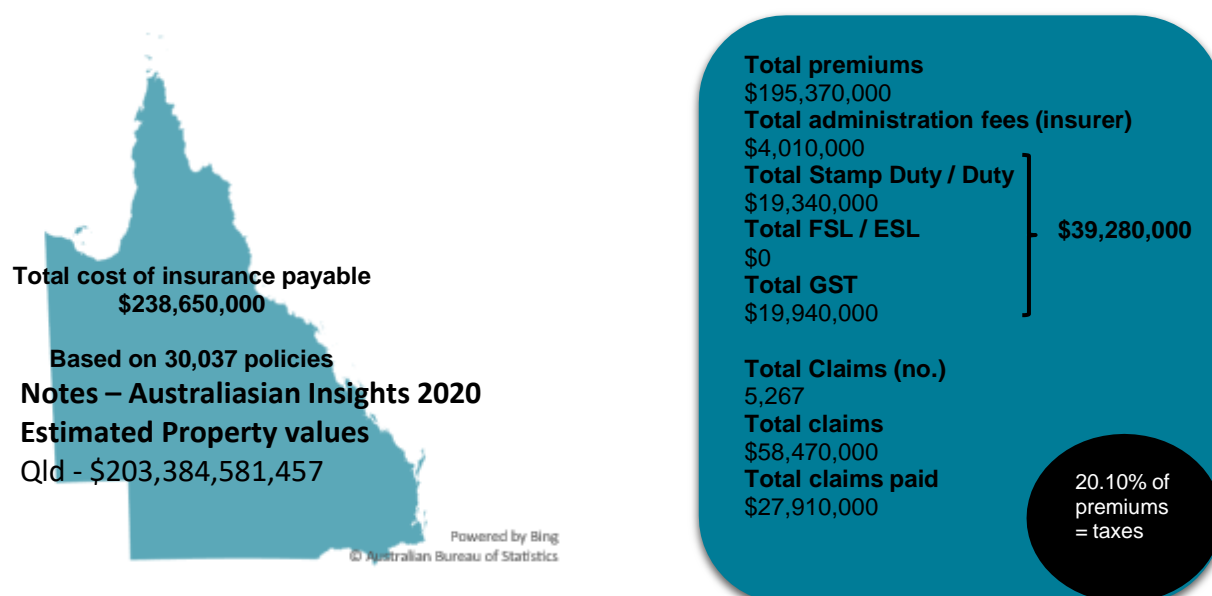 Total cost of insurance payable
$238,650,000
Based on 30,037 policies
Notes – Australiasian Insights 2020
Estimated Property values
Qld - $203,384,581,457
Powered by Bing
© Australian Bureau of Statistics
Total premiums
$195,370,000
Total administration fees (insurer)
$4,010,000
Total Stamp Duty / Duty
$19,340,000
Total FSL / ESL
$0
Total GST
$19,940,000
$39,280,000
Total Claims (no.)
5,267
Total claims
$58,470,000
Total claims paid
$27,910,000
20.10% of
premiums
= taxes